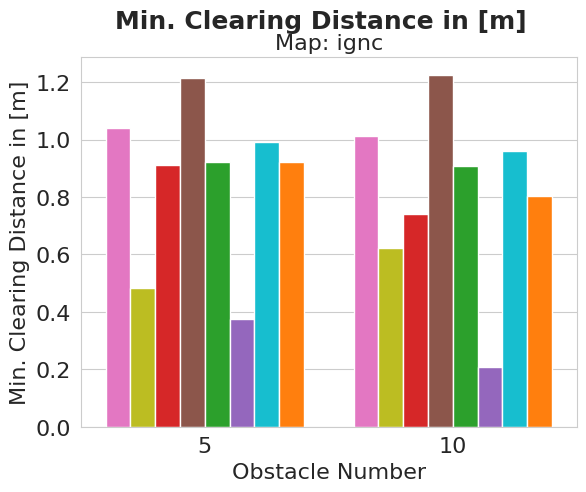 Min. Clearing Distance in [m]
Map: ignc
Min. Clearing Distance in [m]
1.2
1.0
0.8
0.6
0.4
0.2
0.0
5
10
Obstacle Number